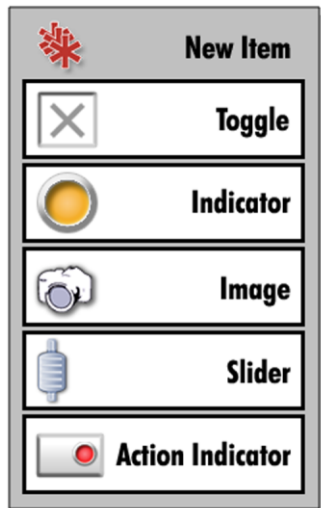 New Item
Toggle
Indicator
Image
Slider
Action Indicator